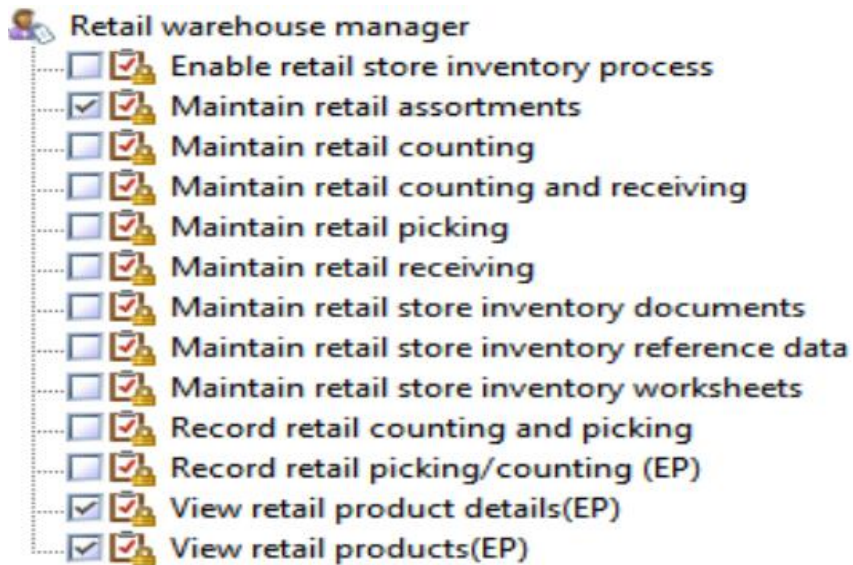 Retail warehouse manager
Enable retail store inventory process
Maintain retail assortments
Maintain retail counting
Maintain retail counting and receiving
Maintain retail picking
Maintain retail receiving
Maintain retail store inventory documents
Maintain retail store inventory reference data
Maintain retail store inventory worksheets
Record retail counting and picking
Record retail picking/counting (EP)
View retail product details(EP)
View retail products(EP)